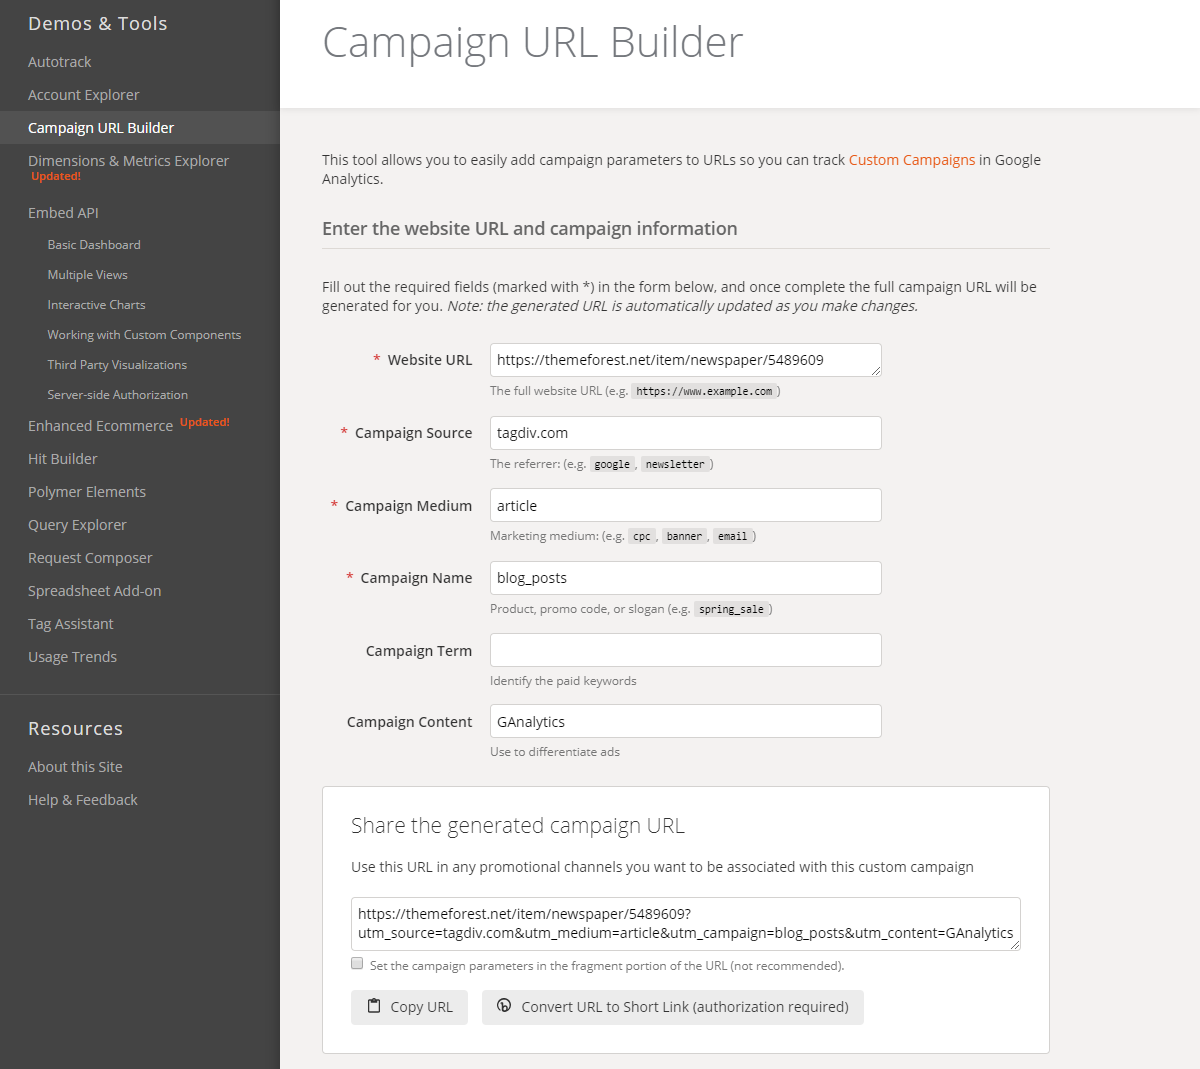 Demos & Tools
Autotrack
Account Explorer
Campaign URL Builder
Dimensions & Metrics Explorer
Updated!
Embed API
Basic Dashboard
Multiple Views
Interactive Charts
Working with Custom Components
Third Party Visualizations
Server-side Authorization
Enhanced Ecommerce Updated!
Hit Builder
Polymer Elements
Query Explorer
Request Composer
Spreadsheet Add-on
Tag Assistant
Usage Trends
Resources
About this Site
Help & Feedback
Campaign URL Builder
This tool allows you to easily add campaign parameters to URLs so you can track Custom Campaigns in Google
Analytics.
Enter the website URL and campaign information
Fill out the required fields (marked with *) in the form below, and once complete the full campaign URL will be
generated for you. Note: the generated URL is automatically updated as you make changes.
* Website URL https://themeforest.net/item/newspaper/5489609
The full website URL (e.g. https://www.example.com )
* Campaign Source tagdiv.com
The referrer: (e.g. google , newsletter )
* Campaign Medium article
Marketing medium: (e.g. cpc , banner , email )
* Campaign Name blog_posts
Product, promo code, or slogan (e.g. spring_sale )
Campaign Term
Identify the paid keywords
Campaign Content GAnalytics
Use to differentiate ads
Share the generated campaign URL
Use this URL in any promotional channels you want to be associated with this custom campaign
https://themeforest.net/item/newspaper/5489609?
utm_source=tagdiv.com&utm_medium=article&utm_campaign=blog_posts&utm_content=GAnalytics
Set the campaign parameters in the fragment portion of the URL (not recommended).
Copy URL Convert URL to Short Link (authorization required)